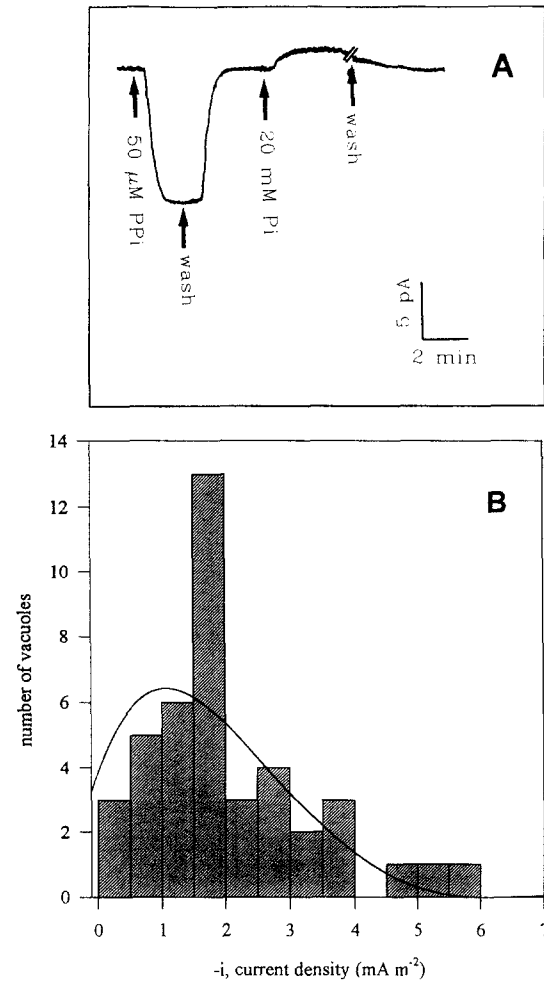 A
50 μM PPi
wash
20 mM Pi
wash
5 pA
2 min
B
number of vacuoles
14
12
10
8
6
4
2
0
0 1 2 3 4 5 6 7
-i, current density (mA m⁻²)